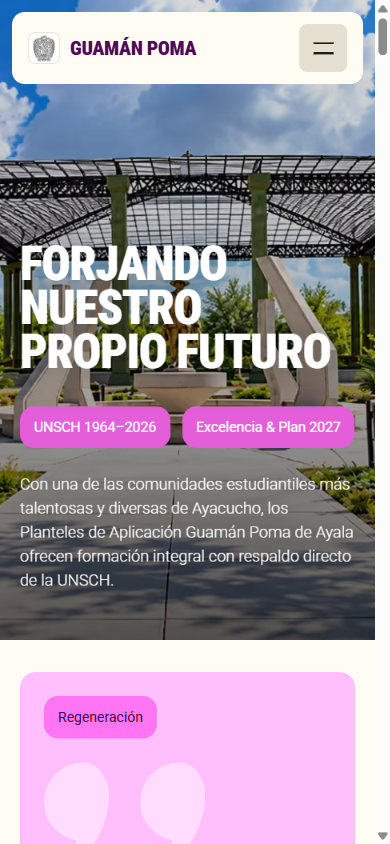 GUAMÁN POMA
FORJANDO
NUESTRO
PROPIO FUTURO
UNSCH 1964–2026
Excelencia & Plan 2027
Con una de las comunidades estudiantiles más
talentosas y diversas de Ayacucho, los
Planteles de Aplicación Guamán Poma de Ayala
ofrecen formación integral con respaldo directo
de la UNSCH.
Regeneración